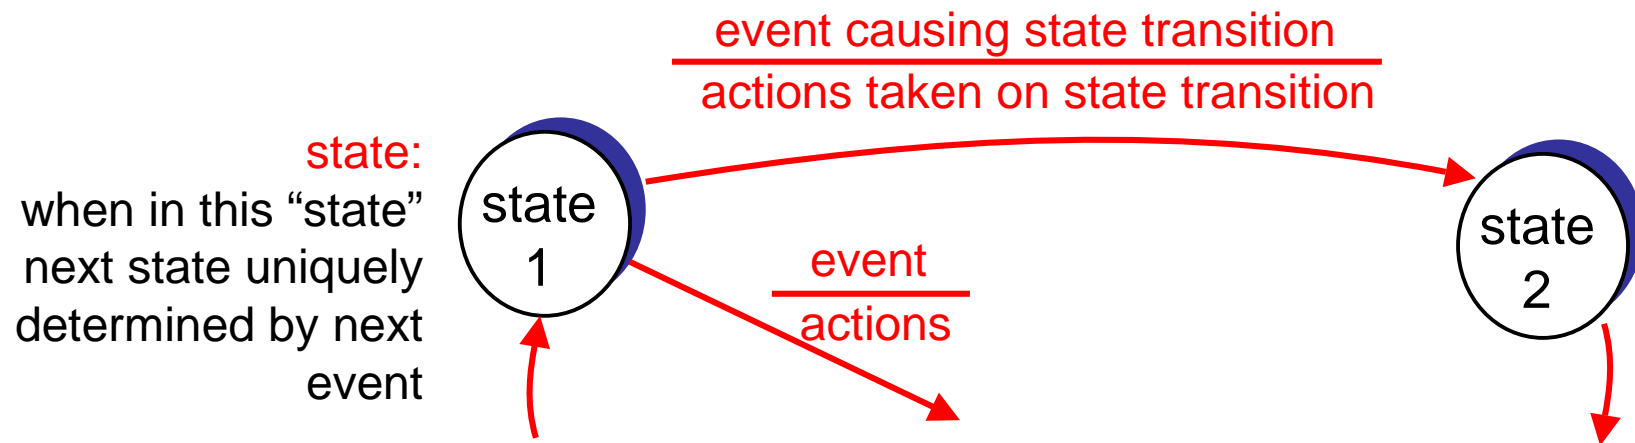 event causing state transition
actions taken on state transition
state:
when in this “state”
next state uniquely
determined by next
event
state
1
event
actions
state
2